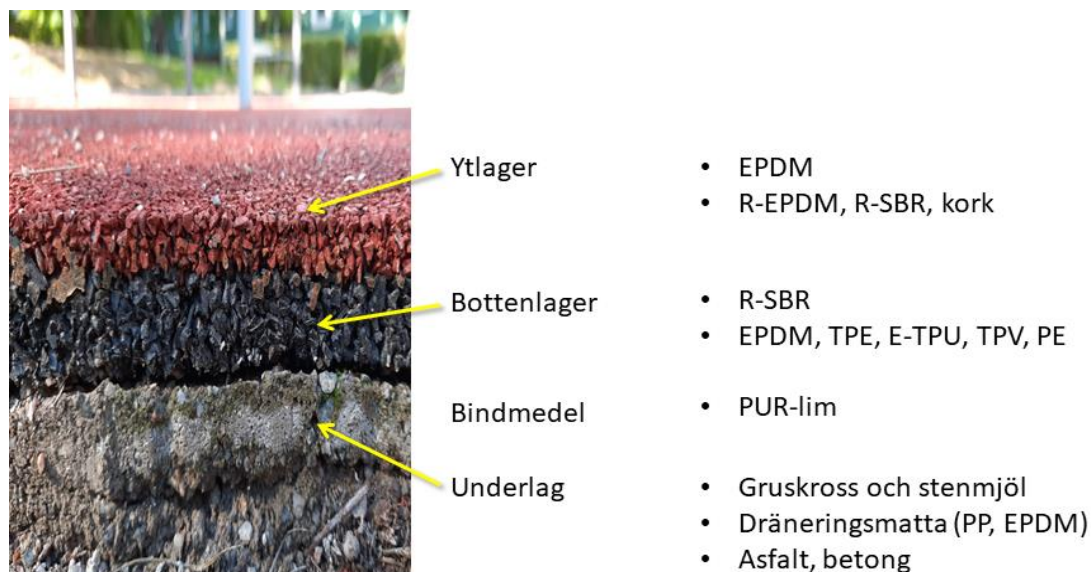 Ytlager
• EPDM
• R-EPDM, R-SBR, kork
Bottenlager
• R-SBR
• EPDM, TPE, E-TPU, TPV, PE
Bindmedel
• PUR-lim
Underlag
• Gruskross och stenmjöl
• Dräneringsmatta (PP, EPDM)
• Asfalt, betong